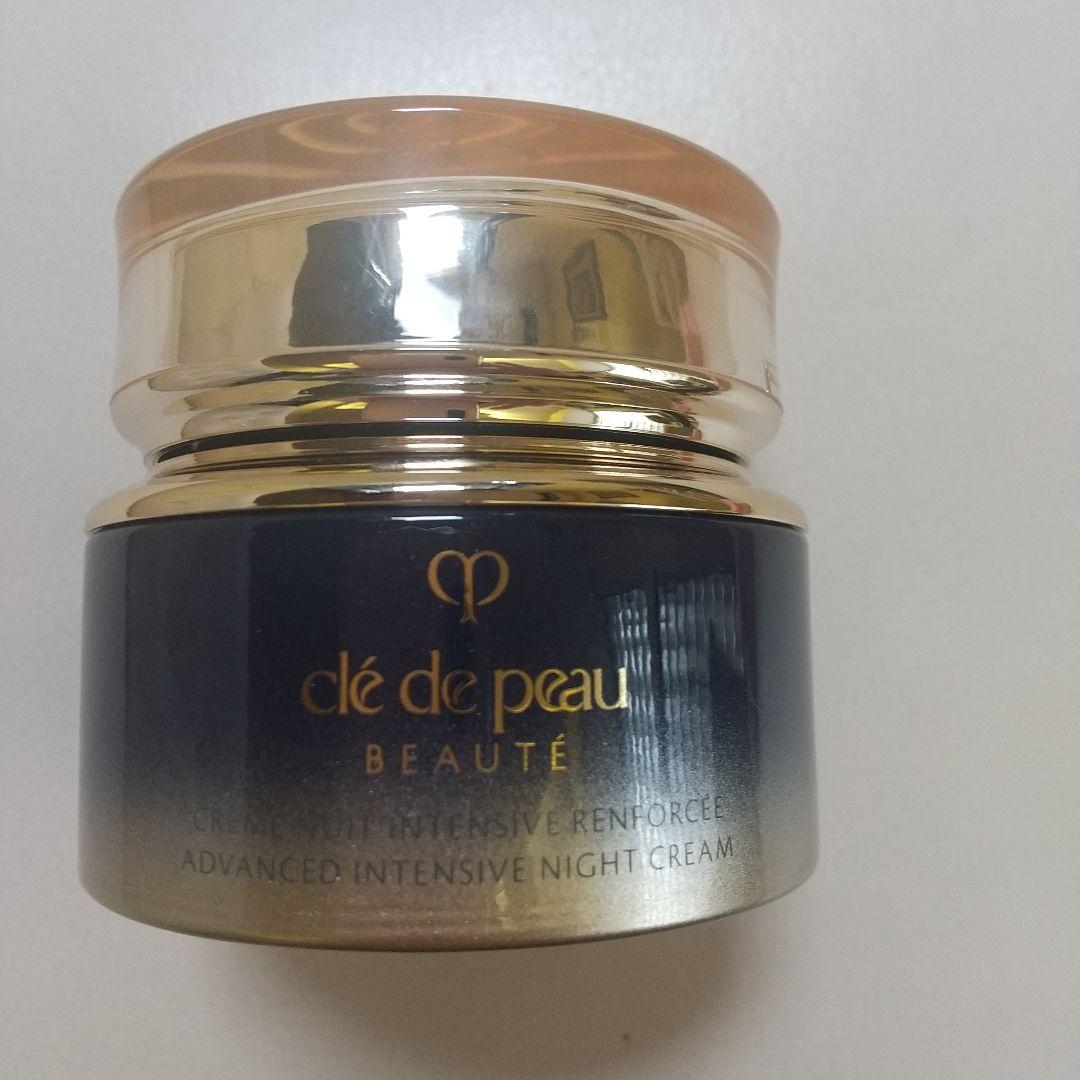 clé de peau
BEAUTÉ
CRÈME NUIT INTENSIVE RENFORCÉE
ADVANCED INTENSIVE NIGHT CREAM